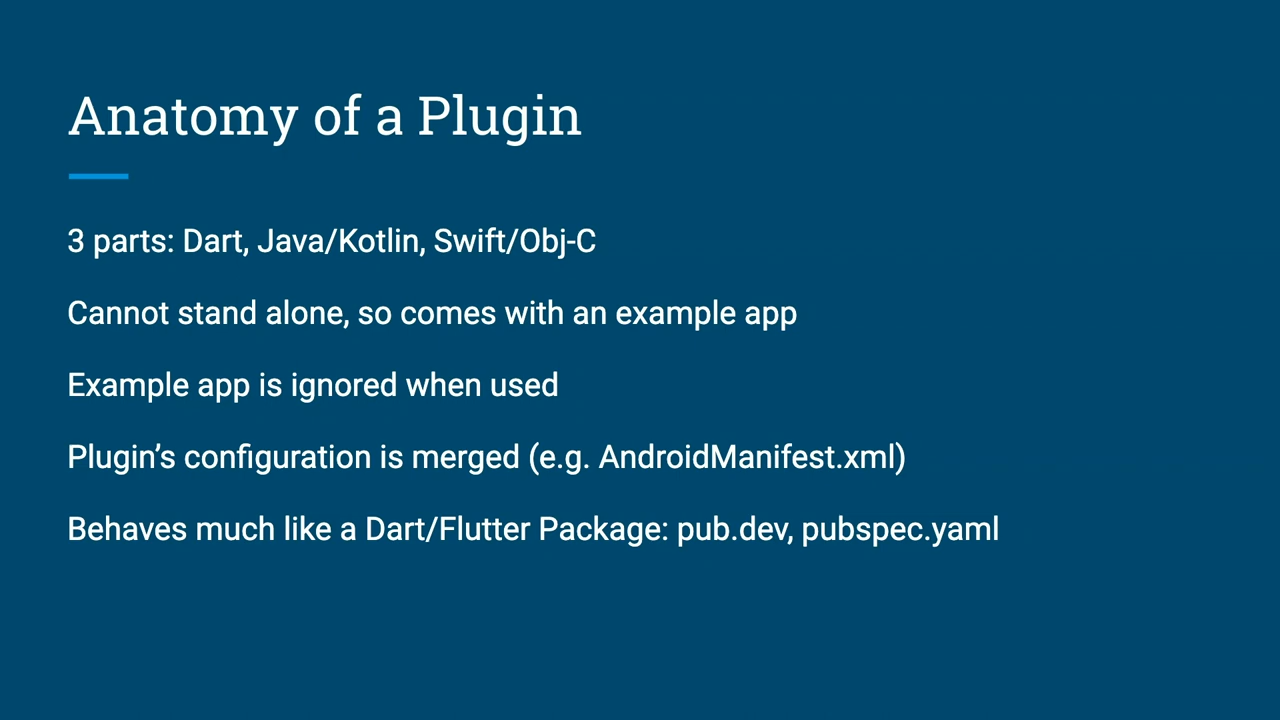 Anatomy of a Plugin
3 parts: Dart, Java/Kotlin, Swift/Obj-C
Cannot stand alone, so comes with an example app
Example app is ignored when used
Plugin’s configuration is merged (e.g. AndroidManifest.xml)
Behaves much like a Dart/Flutter Package: pub.dev, pubspec.yaml